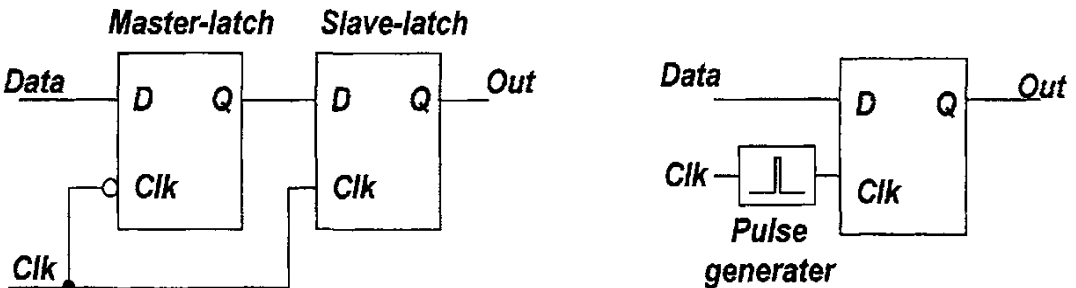 Master-latch Slave-latch
Data D Q D Q Out
Clk Clk
Clk
Data D Q Out
Clk Clk
Pulse
generater